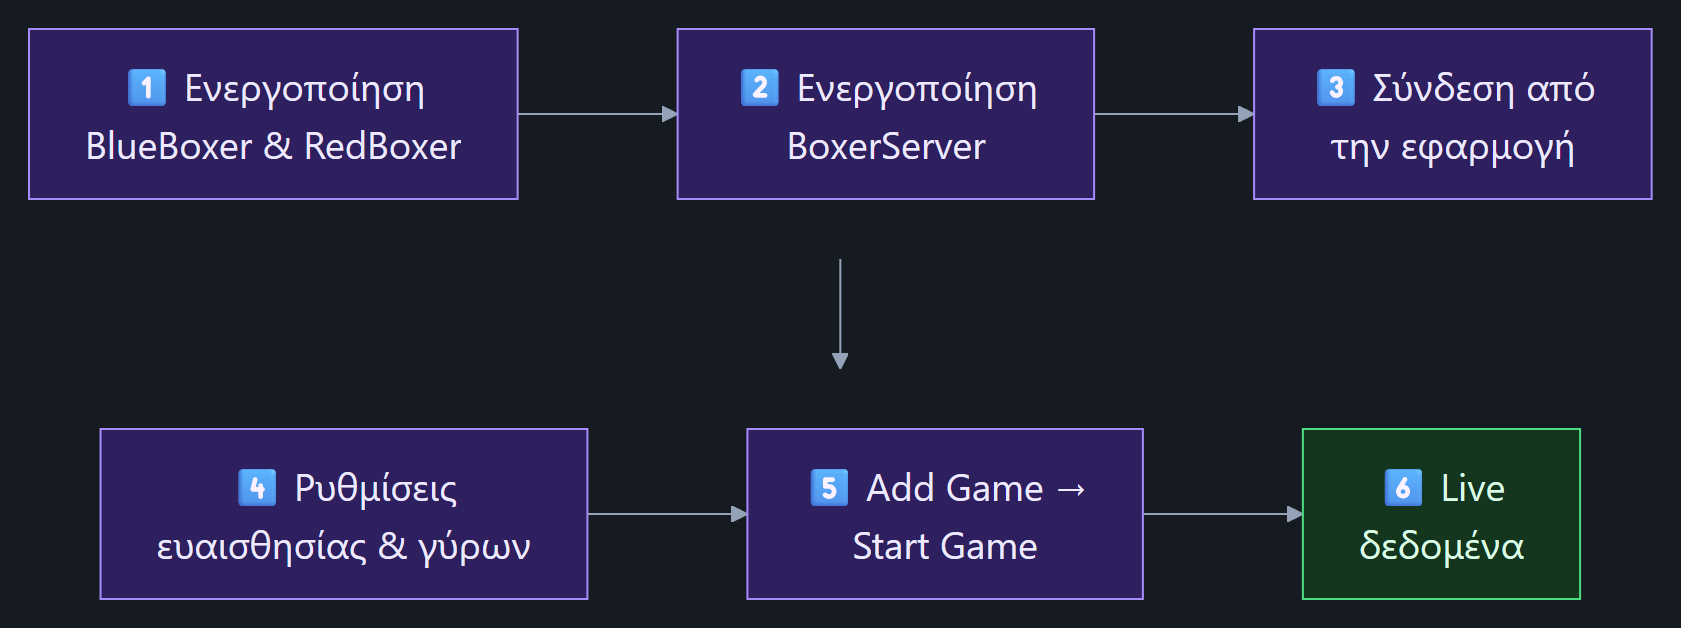 1️⃣ Ενεργοποίηση
BlueBoxer & RedBoxer
2️⃣ Ενεργοποίηση
BoxerServer
3️⃣ Σύνδεση από
την εφαρμογή
4️⃣ Ρυθμίσεις
ευαισθησίας & γύρων
5️⃣ Add Game →
Start Game
6️⃣ Live
δεδομένα